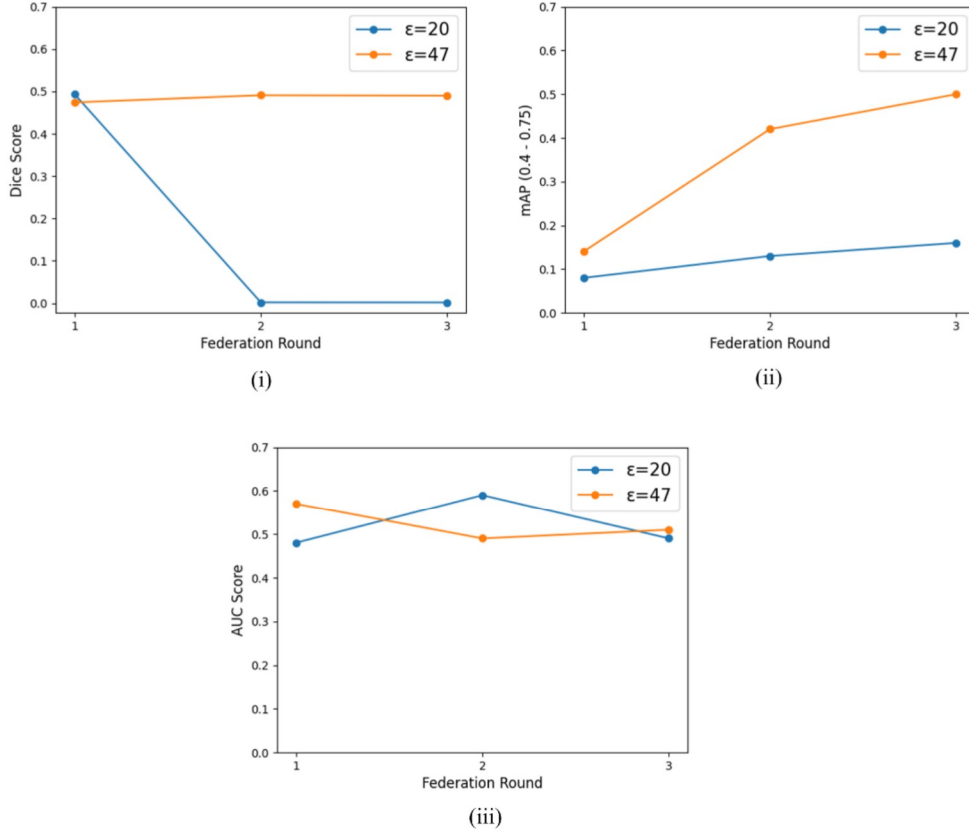 0.7
0.6
0.5
0.4
0.3
0.2
0.1
0.0
Dice Score
ε=20
ε=47
1
2
3
Federation Round
(i)
0.7
0.6
0.5
0.4
0.3
0.2
0.1
0.0
mAP (0.4 - 0.75)
ε=20
ε=47
1
2
3
Federation Round
(ii)
0.7
0.6
0.5
0.4
0.3
0.2
0.1
0.0
AUC Score
ε=20
ε=47
1
2
3
Federation Round
(iii)